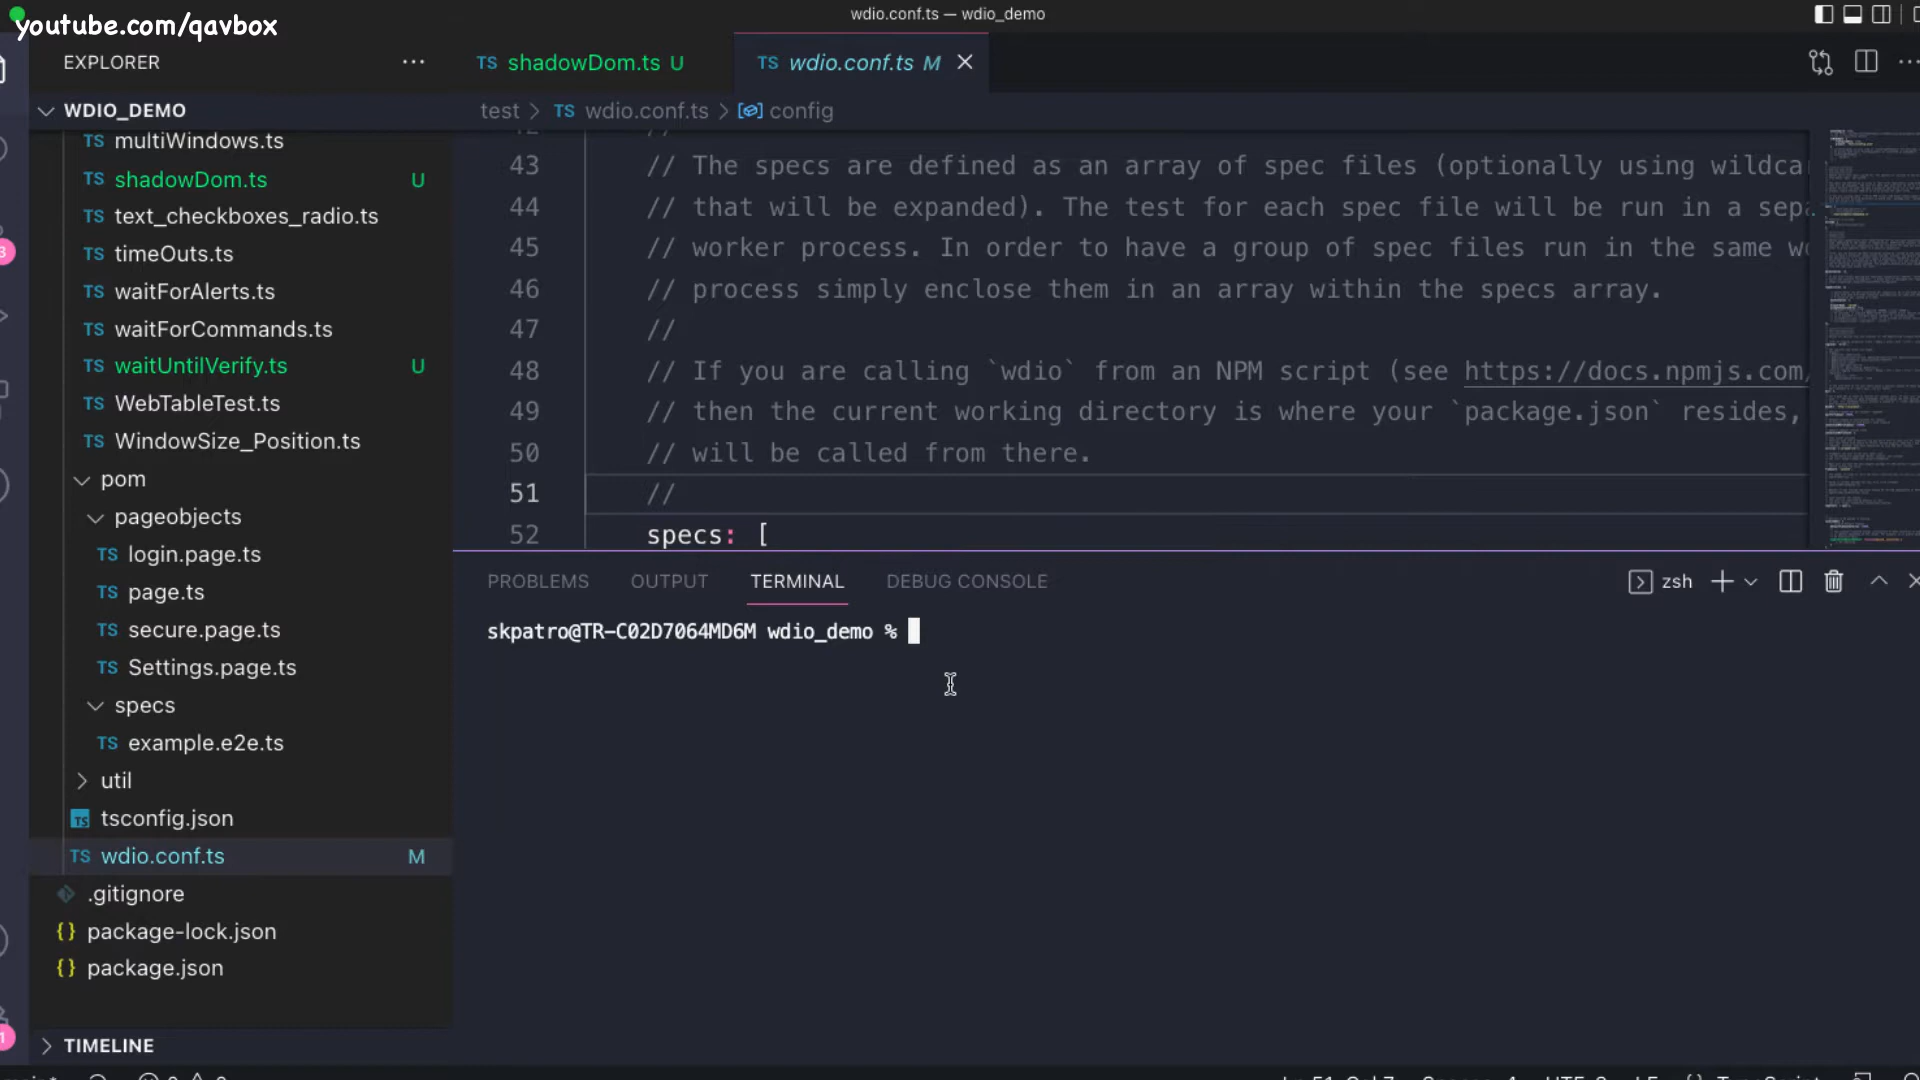 youtube.com/qavbox
wdio.conf.ts — wdio_demo
EXPLORER
TS shadowDom.ts U
TS wdio.conf.ts M
WDIO_DEMO
test > TS wdio.conf.ts > config
TS multiWindows.ts
TS shadowDom.ts U
TS text_checkboxes_radio.ts
TS timeOuts.ts
TS waitForAlerts.ts
TS waitForCommands.ts
TS waitUntilVerify.ts U
TS WebTableTest.ts
TS WindowSize_Position.ts
pom
pageobjects
TS login.page.ts
TS page.ts
TS secure.page.ts
TS Settings.page.ts
specs
TS example.e2e.ts
util
TS tsconfig.json
TS wdio.conf.ts M
.gitignore
{} package-lock.json
{} package.json
TIMELINE
3
1
43 // The specs are defined as an array of spec files (optionally using wildca
44 // that will be expanded). The test for each spec file will be run in a sepa
45 // worker process. In order to have a group of spec files run in the same wo
46 // process simply enclose them in an array within the specs array.
47 //
48 // If you are calling `wdio` from an NPM script (see https://docs.npmjs.com/
49 // then the current working directory is where your `package.json` resides,
50 // will be called from there.
51 //
52 specs: [
PROBLEMS OUTPUT TERMINAL DEBUG CONSOLE
zsh
skpatro@TR-C02D7064MD6M wdio_demo %